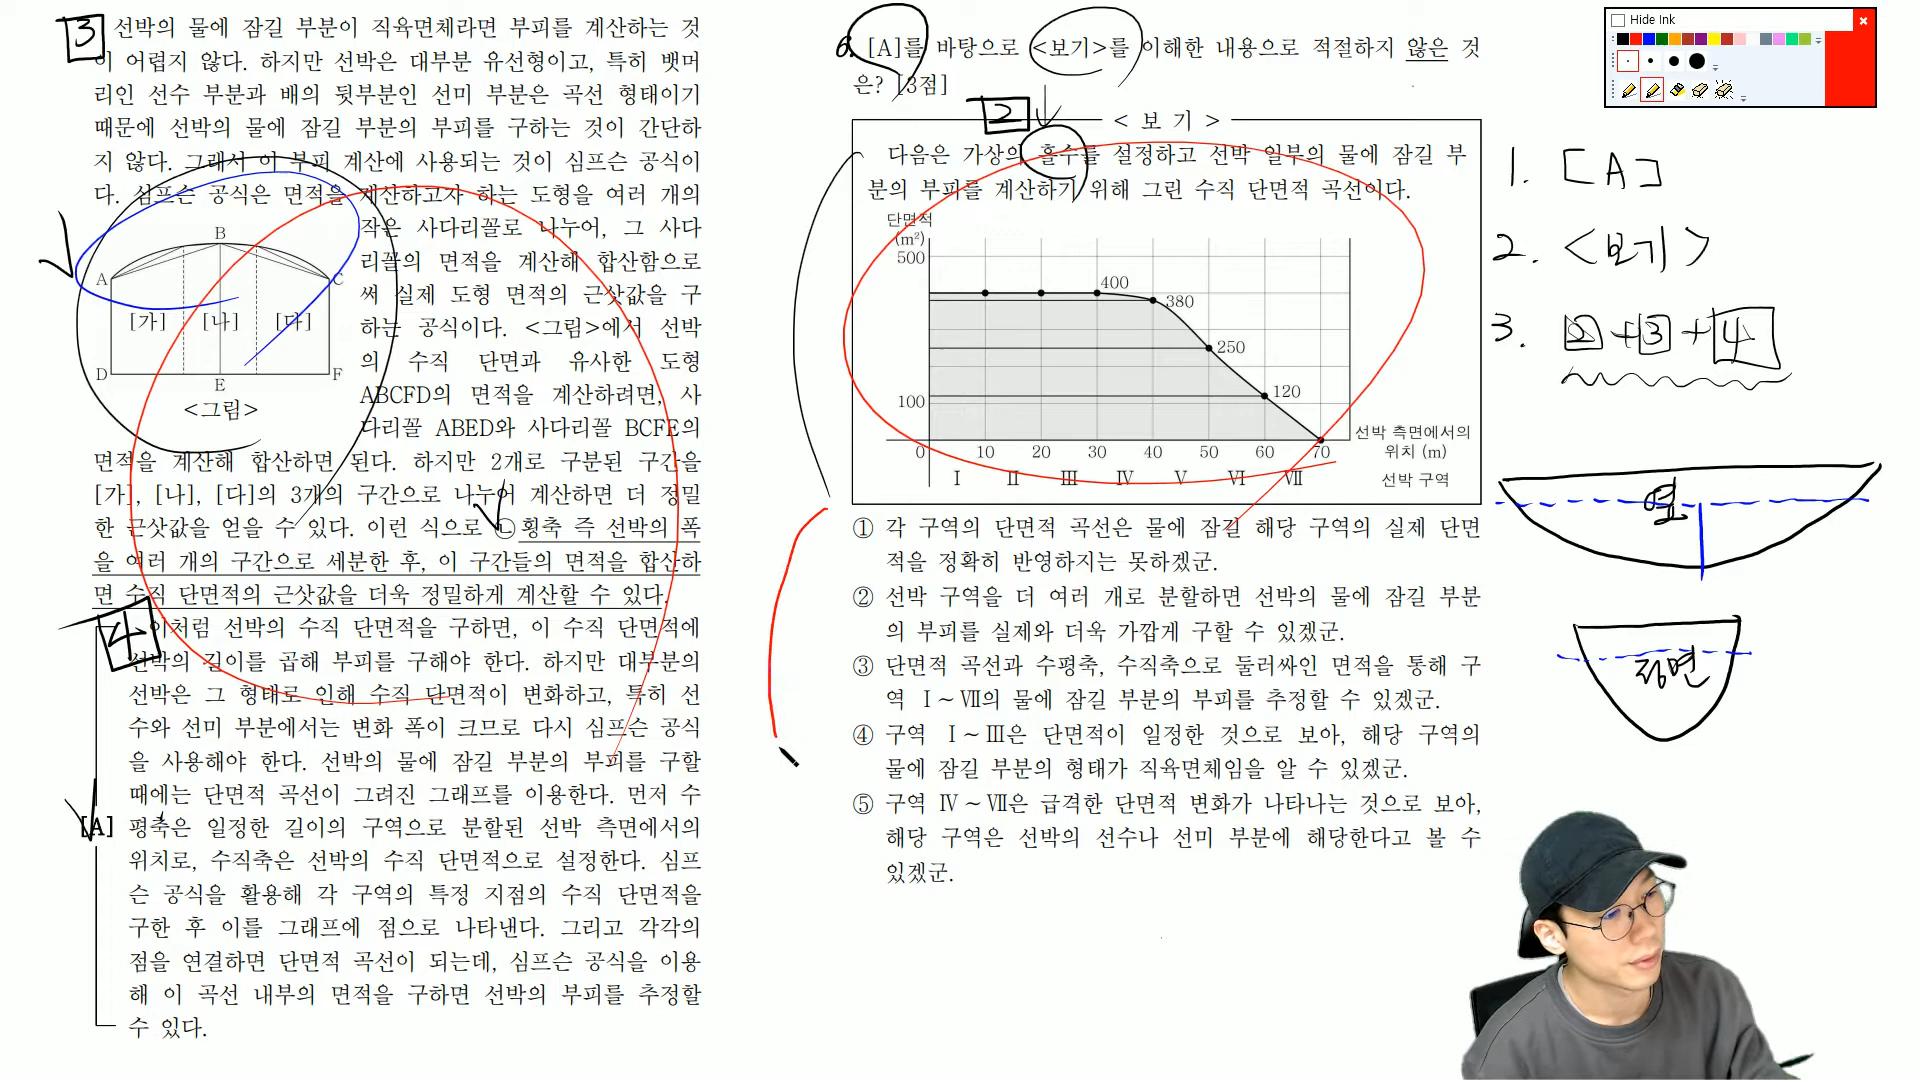 3
선박의 물에 잠길 부분이 직육면체라면 부피를 계산하는 것
이 어렵지 않다. 하지만 선박은 대부분 유선형이고, 특히 뱃머
리인 선수 부분과 배의 뒷부분인 선미 부분은 곡선 형태이기
때문에 선박의 물에 잠길 부분의 부피를 구하는 것이 간단하
지 않다. 그래서 이 부피 계산에 사용되는 것이 심프슨 공식이
다. 심프슨 공식은 면적을 계산하고자 하는 도형을 여러 개의
작은 사다리꼴로 나누어, 그 사다
리꼴의 면적을 계산해 합산함으로
써 실제 도형 면적의 근삿값을 구
하는 공식이다. <그림>에서 선박
의 수직 단면과 유사한 도형
ABCFD의 면적을 계산하려면, 사
다리꼴 ABED와 사다리꼴 BCFE의
B
A
C
[가] [나] [다]
D
E
F
<그림>
면적을 계산해 합산하면 된다. 하지만 2개로 구분된 구간을
[가], [나], [다]의 3개의 구간으로 나누어 계산하면 더 정밀
한 근삿값을 얻을 수 있다. 이런 식으로 ㉡횡축 즉 선박의 폭
을 여러 개의 구간으로 세분한 후, 이 구간들의 면적을 합산하
면 수직 단면적의 근삿값을 더욱 정밀하게 계산할 수 있다.
4
이처럼 선박의 수직 단면적을 구하면, 이 수직 단면적에
선박의 길이를 곱해 부피를 구해야 한다. 하지만 대부분의
선박은 그 형태로 인해 수직 단면적이 변화하고, 특히 선
수와 선미 부분에서는 변화 폭이 크므로 다시 심프슨 공식
을 사용해야 한다. 선박의 물에 잠길 부분의 부피를 구할
때에는 단면적 곡선이 그려진 그래프를 이용한다. 먼저 수
[A] 평축은 일정한 길이의 구역으로 분할된 선박 측면에서의
위치로, 수직축은 선박의 수직 단면적으로 설정한다. 심프
슨 공식을 활용해 각 구역의 특정 지점의 수직 단면적을
구한 후 이를 그래프에 점으로 나타낸다. 그리고 각각의
점을 연결하면 단면적 곡선이 되는데, 심프슨 공식을 이용
해 이 곡선 내부의 면적을 구하면 선박의 부피를 추정할
수 있다.
6. [A]를 바탕으로 <보기>를 이해한 내용으로 적절하지 않은 것
은? [3점]
2
< 보 기 >
다음은 가상의 홀수를 설정하고 선박 일부의 물에 잠길 부
분의 부피를 계산하기 위해 그린 수직 단면적 곡선이다.
단면적
(m²)
500
400
380
250
120
100
선박 측면에서의
0 10 20 30 40 50 60 70 위치 (m)
Ⅰ Ⅱ Ⅲ Ⅳ Ⅴ Ⅵ Ⅶ 선박 구역
① 각 구역의 단면적 곡선은 물에 잠길 해당 구역의 실제 단면
적을 정확히 반영하지는 못하겠군.
② 선박 구역을 더 여러 개로 분할하면 선박의 물에 잠길 부분
의 부피를 실제와 더욱 가깝게 구할 수 있겠군.
③ 단면적 곡선과 수평축, 수직축으로 둘러싸인 면적을 통해 구
역 Ⅰ~Ⅶ의 물에 잠길 부분의 부피를 추정할 수 있겠군.
④ 구역 Ⅰ~Ⅲ은 단면적이 일정한 것으로 보아, 해당 구역의
물에 잠길 부분의 형태가 직육면체임을 알 수 있겠군.
⑤ 구역 Ⅳ~Ⅶ은 급격한 단면적 변화가 나타나는 것으로 보아,
해당 구역은 선박의 선수나 선미 부분에 해당한다고 볼 수
있겠군.
Hide Ink
1. [A]
2. <보기>
3. 2+3+4
옆
정면